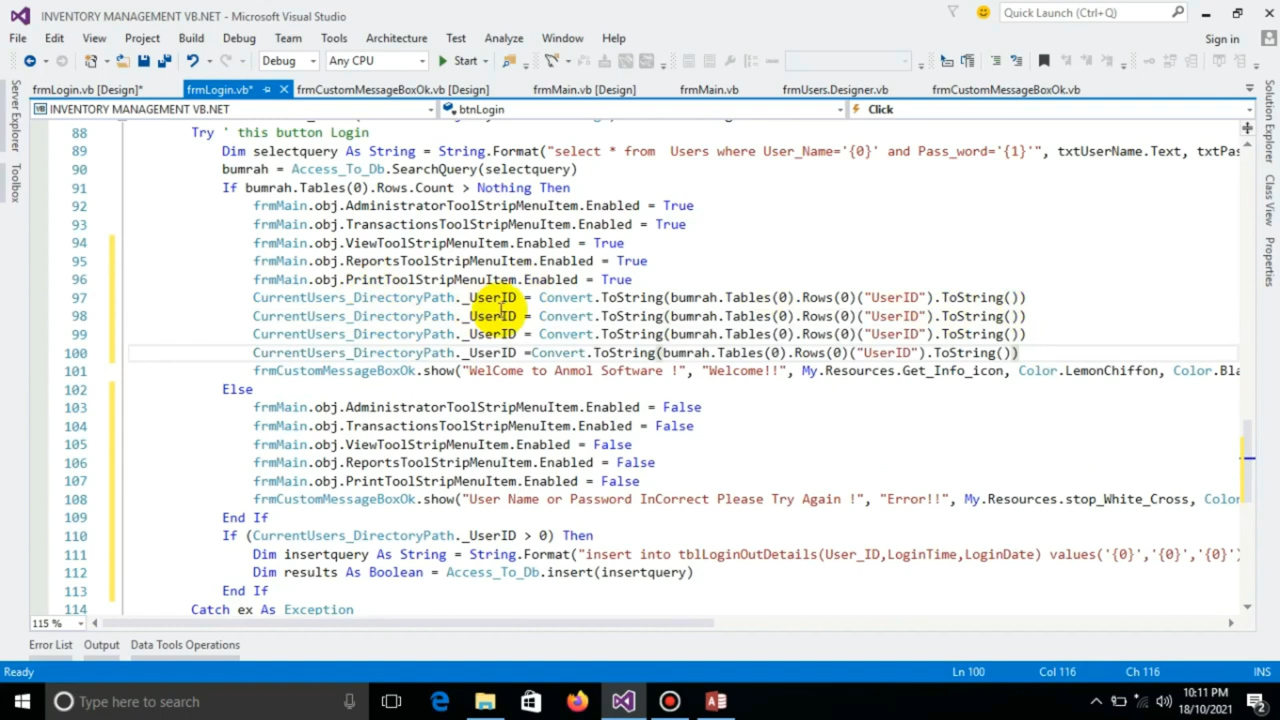 INVENTORY MANAGEMENT VB.NET - Microsoft Visual Studio
Quick Launch (Ctrl+Q)
File Edit View Project Build Debug Team Tools Architecture Test Analyze Window Help
Sign in
Debug Any CPU Start
frmLogin.vb [Design]* frmLogin.vb* frmCustomMessageBoxOk.vb [Design] frmMain.vb [Design] frmMain.vb frmUsers.Designer.vb frmCustomMessageBoxOk.vb
INVENTORY MANAGEMENT VB.NET btnLogin Click
Server Explorer
Toolbox
Solution Explorer
Class View
Properties
88 Try ' this button Login
89 Dim selectquery As String = String.Format("select * from  Users where User_Name='{0}' and Pass_word='{1}'", txtUserName.Text, txtPas
90 bumrah = Access_To_Db.SearchQuery(selectquery)
91 If bumrah.Tables(0).Rows.Count > Nothing Then
92 frmMain.obj.AdministratorToolStripMenuItem.Enabled = True
93 frmMain.obj.TransactionsToolStripMenuItem.Enabled = True
94 frmMain.obj.ViewToolStripMenuItem.Enabled = True
95 frmMain.obj.ReportsToolStripMenuItem.Enabled = True
96 frmMain.obj.PrintToolStripMenuItem.Enabled = True
97 CurrentUsers_DirectoryPath._UserID = Convert.ToString(bumrah.Tables(0).Rows(0)("UserID").ToString())
98 CurrentUsers_DirectoryPath._UserID = Convert.ToString(bumrah.Tables(0).Rows(0)("UserID").ToString())
99 CurrentUsers_DirectoryPath._UserID = Convert.ToString(bumrah.Tables(0).Rows(0)("UserID").ToString())
100 CurrentUsers_DirectoryPath._UserID =Convert.ToString(bumrah.Tables(0).Rows(0)("UserID").ToString())
101 frmCustomMessageBoxOk.show("WelCome to Anmol Software !", "Welcome!!", My.Resources.Get_Info_icon, Color.LemonChiffon, Color.Bla
102 Else
103 frmMain.obj.AdministratorToolStripMenuItem.Enabled = False
104 frmMain.obj.TransactionsToolStripMenuItem.Enabled = False
105 frmMain.obj.ViewToolStripMenuItem.Enabled = False
106 frmMain.obj.ReportsToolStripMenuItem.Enabled = False
107 frmMain.obj.PrintToolStripMenuItem.Enabled = False
108 frmCustomMessageBoxOk.show("User Name or Password InCorrect Please Try Again !", "Error!!", My.Resources.stop_White_Cross, Colo
109 End If
110 If (CurrentUsers_DirectoryPath._UserID > 0) Then
111 Dim insertquery As String = String.Format("insert into tblLoginOutDetails(User_ID,LoginTime,LoginDate) values('{0}','{0}','{0}')
112 Dim results As Boolean = Access_To_Db.insert(insertquery)
113 End If
114 Catch ex As Exception
115 %
Error List Output Data Tools Operations
Ready Ln 100 Col 116 Ch 116 INS
Type here to search
10:11 PM
18/10/2021
2